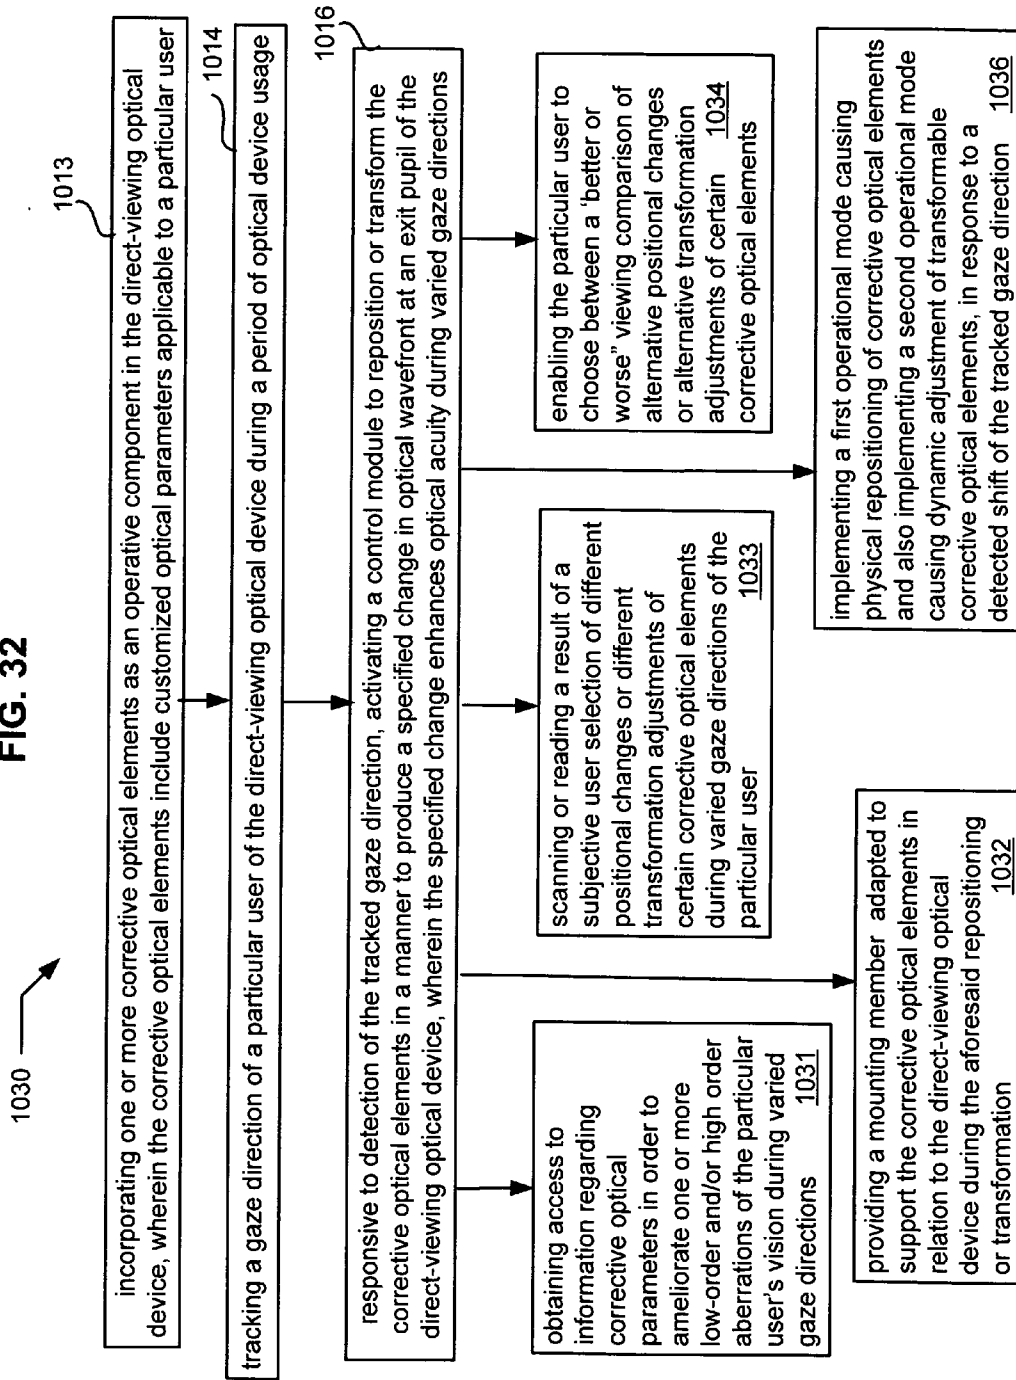 FIG. 32
1030
1013
incorporating one or more corrective optical elements as an operative component in the direct-viewing optical
device, wherein the corrective optical elements include customized optical parameters applicable to a particular user
1014
tracking a gaze direction of a particular user of the direct-viewing optical device during a period of optical device usage
1016
responsive to detection of the tracked gaze direction, activating a control module to reposition or transform the
corrective optical elements in a manner to produce a specified change in optical wavefront at an exit pupil of the
direct-viewing optical device, wherein the specified change enhances optical acuity during varied gaze directions
obtaining access to
information regarding
corrective optical
parameters in order to
ameliorate one or more
low-order and/or high order
aberrations of the particular
user's vision during varied
gaze directions 1031
scanning or reading a result of a
subjective user selection of different
positional changes or different
transformation adjustments of
certain corrective optical elements
during varied gaze directions of the
particular user 1033
enabling the particular user to
choose between a 'better or
worse" viewing comparison of
alternative positional changes
or alternative transformation
adjustments of certain 1034
corrective optical elements
providing a mounting member adapted to
support the corrective optical elements in
relation to the direct-viewing optical
device during the aforesaid repositioning
or transformation 1032
implementing a first operational mode causing
physical repositioning of corrective optical elements
and also implementing a second operational mode
causing dynamic adjustment of transformable
corrective optical elements, in response to a
detected shift of the tracked gaze direction 1036